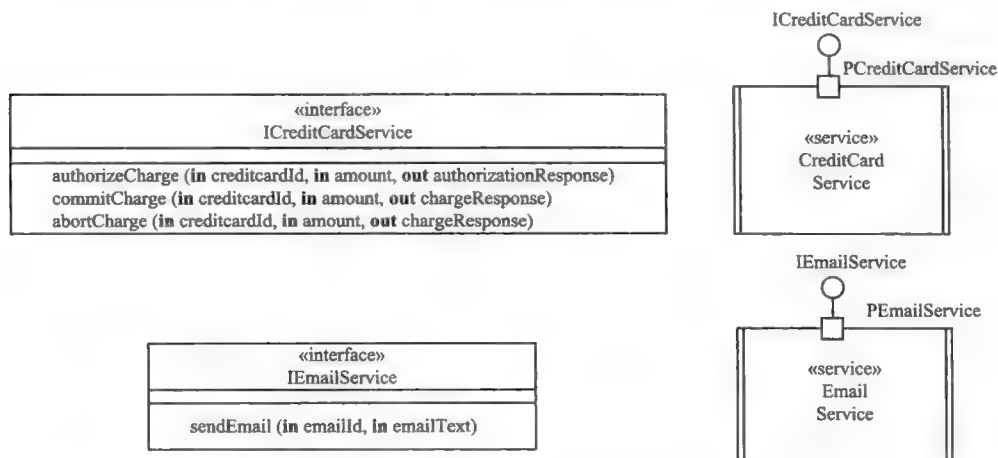 ICreditCardService
PCreditCardService
«interface»
ICreditCardService
authorizeCharge (in creditcardId, in amount, out authorizationResponse)
commitCharge (in creditcardId, in amount, out chargeResponse)
abortCharge (in creditcardId, in amount, out chargeResponse)
«service»
CreditCard
Service
IEmailService
PEmailService
«interface»
IEmailService
sendEmail (in emailId, in emailText)
«service»
Email
Service